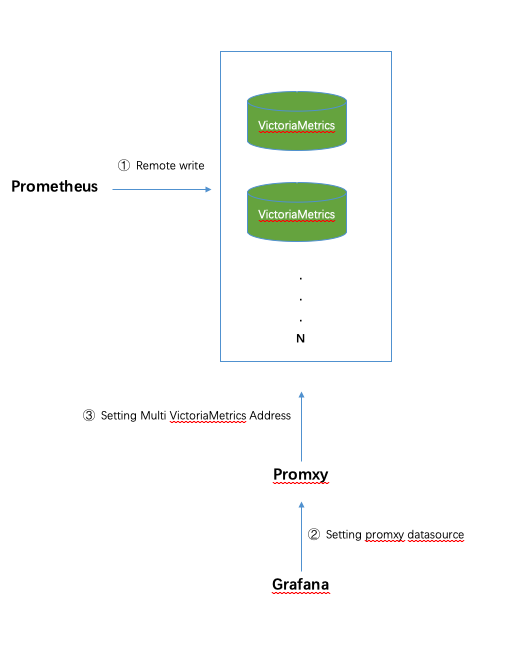 VictoriaMetrics
① Remote write
Prometheus
VictoriaMetrics
.
.
.
N
③ Setting Multi VictoriaMetrics Address
Promxy
② Setting promxy datasource
Grafana